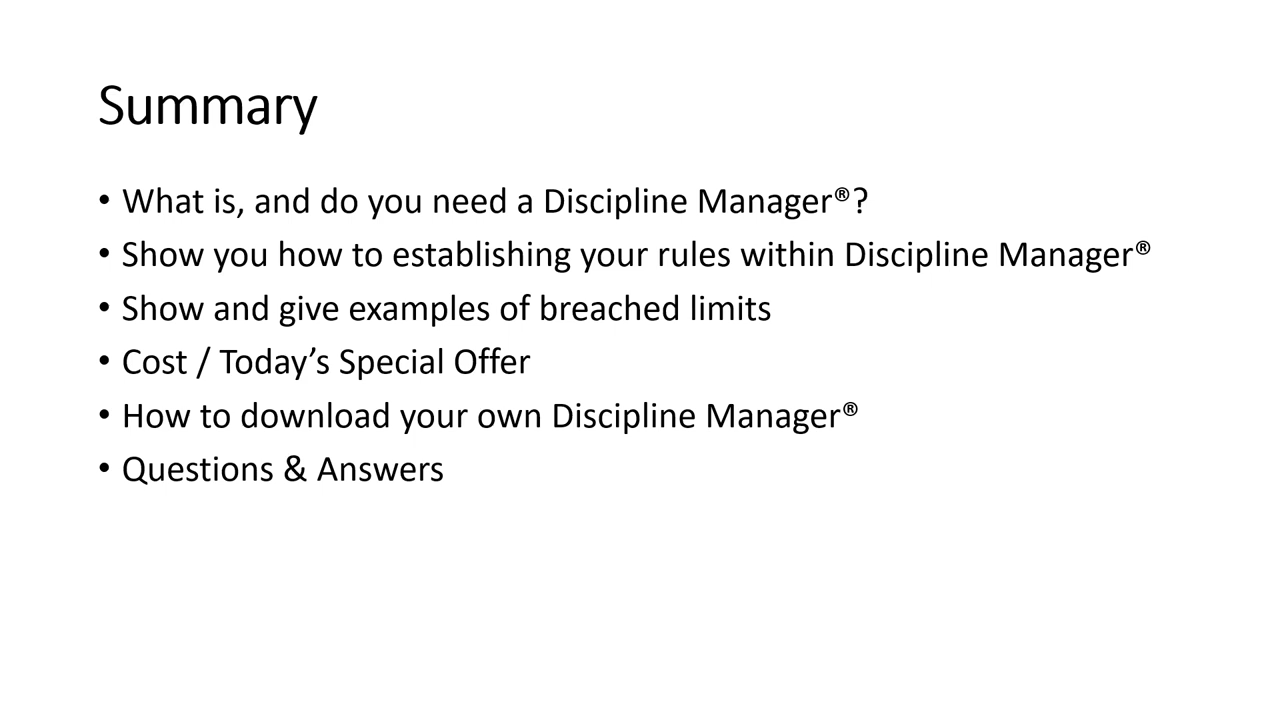 Summary
• What is, and do you need a Discipline Manager®?
• Show you how to establishing your rules within Discipline Manager®
• Show and give examples of breached limits
• Cost / Today’s Special Offer
• How to download your own Discipline Manager®
• Questions & Answers